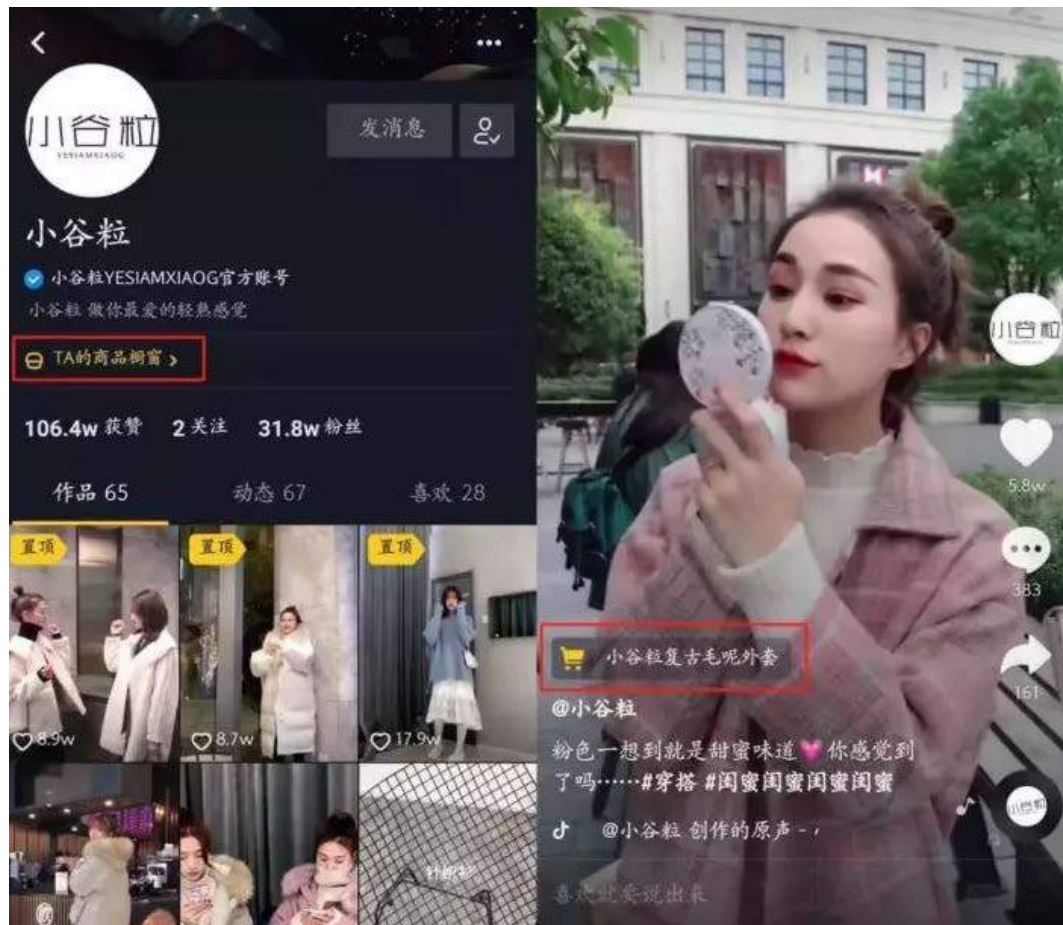 小谷粒
YESIAMXIAOG
发消息
小谷粒
小谷粒YESIAMXIAOG官方账号
小谷粒 做你最爱的轻熟感觉
TA的商品橱窗
106.4w 获赞 2 关注 31.8w 粉丝
作品 65 动态 67 喜欢 28
置顶 置顶 置顶
8.9w 8.7w 17.9w
小谷粒
5.8w
383
161
小谷粒复古毛呢外套
@小谷粒
粉色一想到就是甜蜜味道💗你感觉到
了吗……#穿搭 #闺蜜闺蜜闺蜜闺蜜
@小谷粒 创作的原声 -
小谷粒
喜欢就要说出来